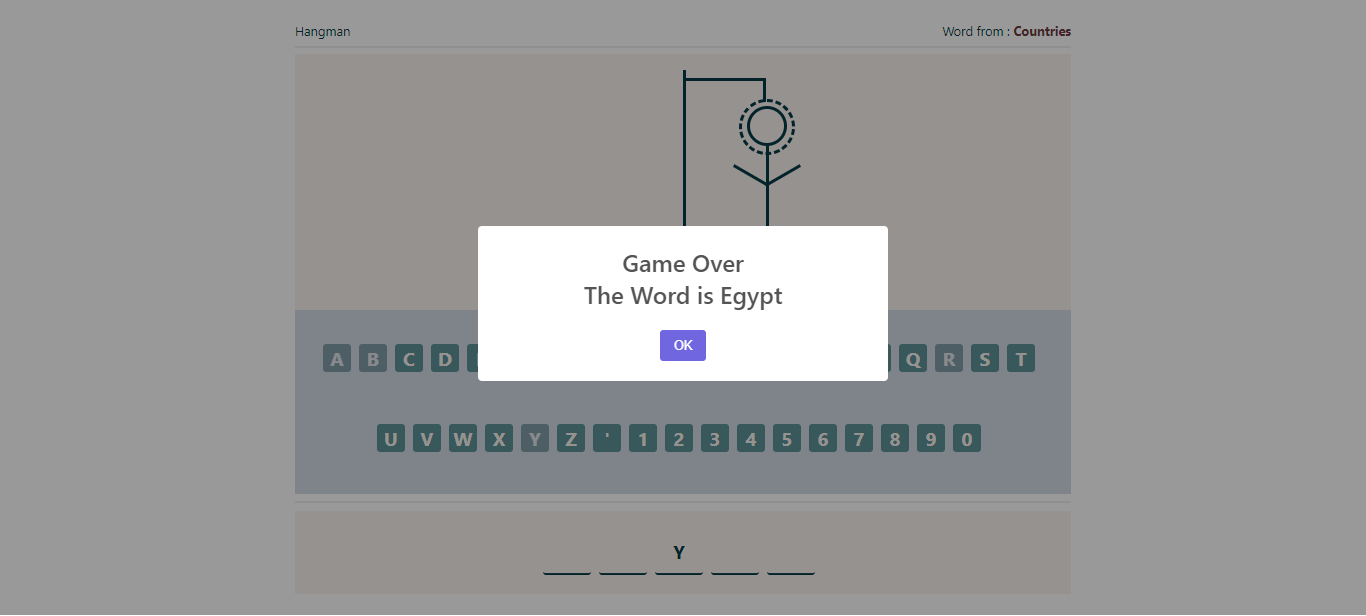 Hangman
Word from : Countries
Game Over
The Word is Egypt
OK
A B C D Q R S T
U V W X Y Z ' 1 2 3 4 5 6 7 8 9 0
Y